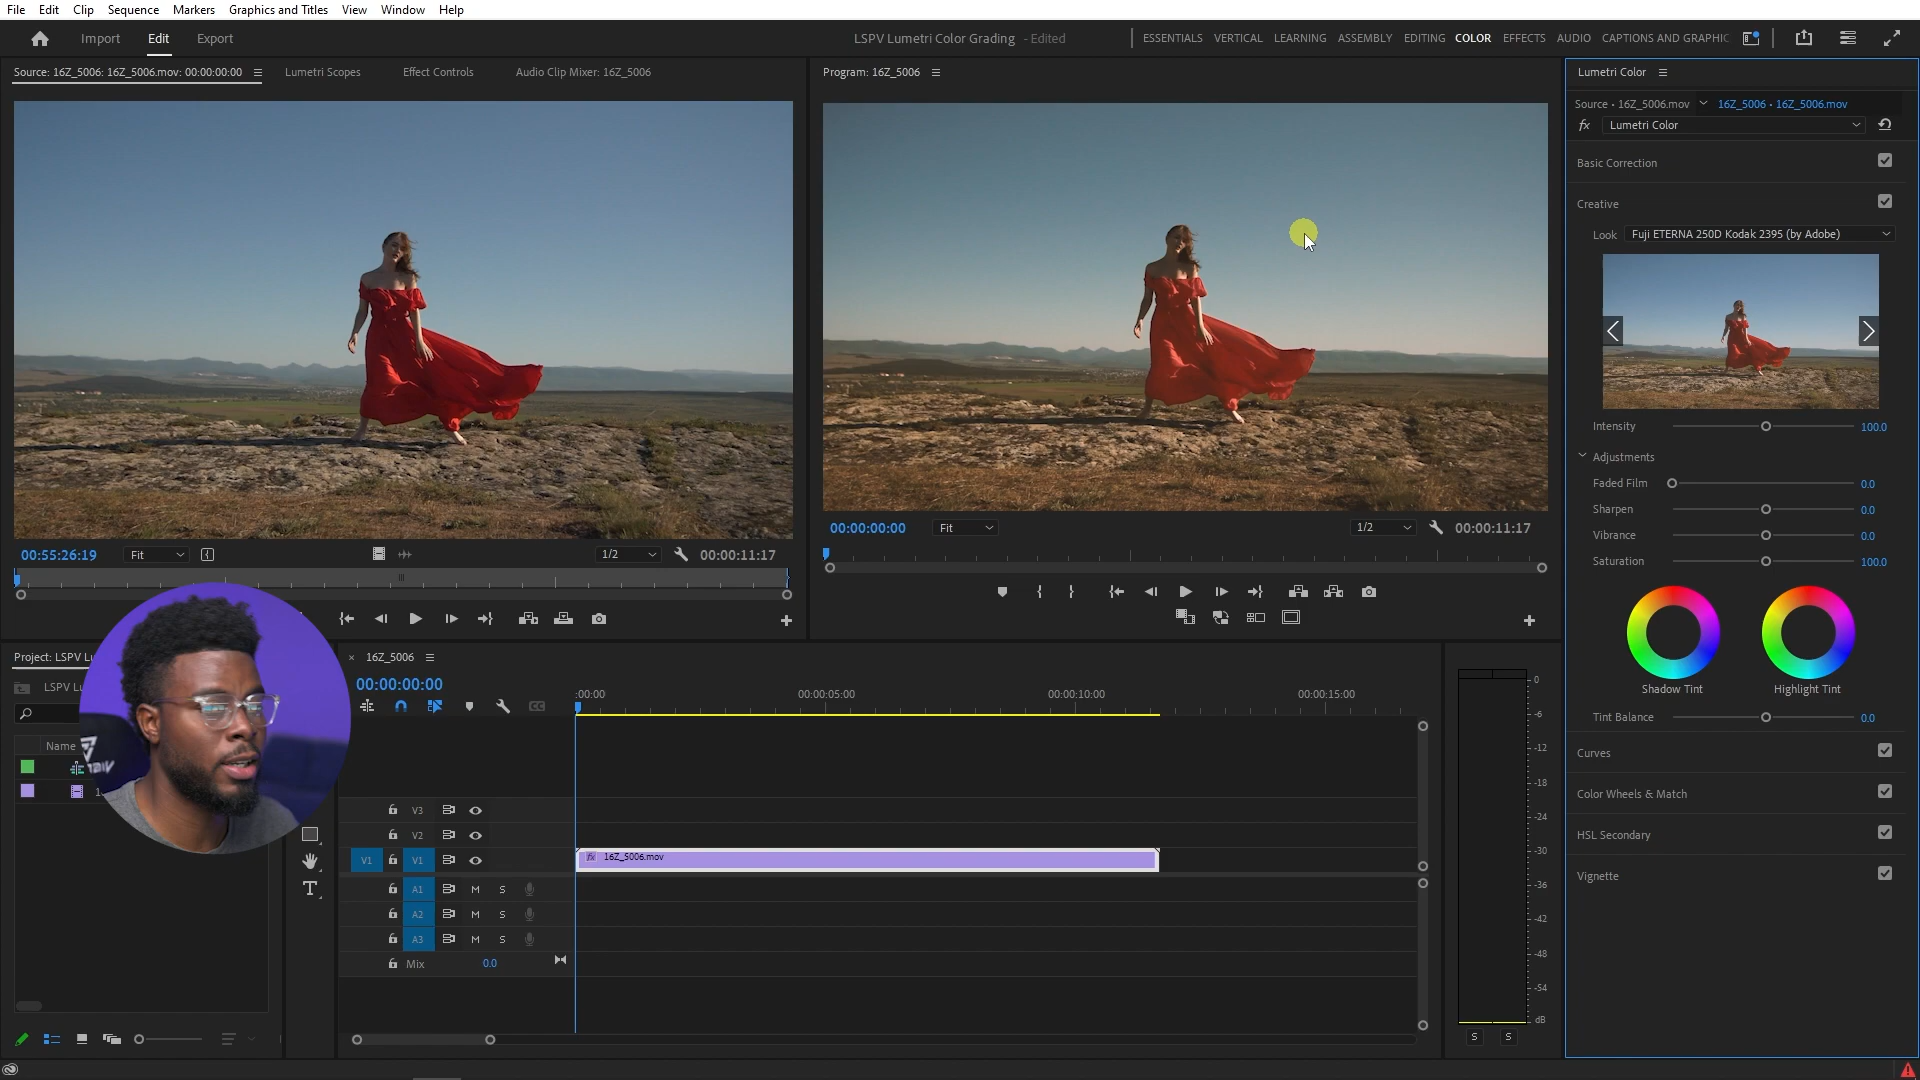 File Edit Clip Sequence Markers Graphics and Titles View Window Help
Import Edit Export
LSPV Lumetri Color Grading - Edited
ESSENTIALS VERTICAL LEARNING ASSEMBLY EDITING COLOR EFFECTS AUDIO CAPTIONS AND GRAPHIC
Source: 16Z_5006: 16Z_5006.mov: 00:00:00:00
Lumetri Scopes
Effect Controls
Audio Clip Mixer: 16Z_5006
Program: 16Z_5006
Lumetri Color
Source • 16Z_5006.mov
16Z_5006 • 16Z_5006.mov
fx Lumetri Color
Basic Correction
Creative
Look Fuji ETERNA 250D Kodak 2395 (by Adobe)
Intensity 100.0
Adjustments
Faded Film 0.0
Sharpen 0.0
Vibrance 0.0
Saturation 100.0
Shadow Tint
Highlight Tint
Tint Balance 0.0
Curves
Color Wheels & Match
HSL Secondary
Vignette
00:55:26:19 Fit 1/2 00:00:11:17
00:00:00:00 Fit 1/2 00:00:11:17
Project: LSPV Lu
LSPV Lu
Name
1
16Z_5006
00:00:00:00
:00:00 00:00:05:00 00:00:10:00 00:00:15:00
CC
V3
V2
V1 V1
fx 16Z_5006.mov
A1 M S
A2 M S
A3 M S
Mix 0.0
T
0
-6
-12
-18
-24
-30
-36
-42
-48
-54
dB
S S